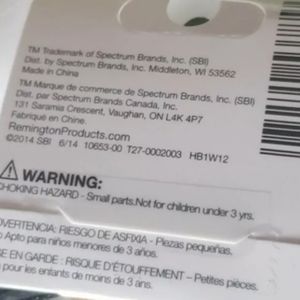 TM Trademark of Spectrum Brands, Inc. (SBI)
Dist. by Spectrum Brands, Inc. Middleton, WI 53562
Made in China
TM Marque de commerce de Spectrum Brands, Inc. (SBI)
Dist. par Spectrum Brands Canada, Inc.
131 Saramia Crescent, Vaughan, ON L4K 4P7
Fabriqué en Chine.
RemingtonProducts.com
©2014 SBI 6/14 10653-00 T27-0002003 HB1W12
WARNING:
CHOKING HAZARD - Small parts. Not for children under 3 yrs.
ADVERTENCIA: RIESGO DE ASFIXIA - Piezas pequeñas.
No Apto para niños menores de 3 años.
SE EN GARDE : RISQUE D'ÉTOUFFEMENT – Petites pièces.
pour les enfants de moins de 3 ans.